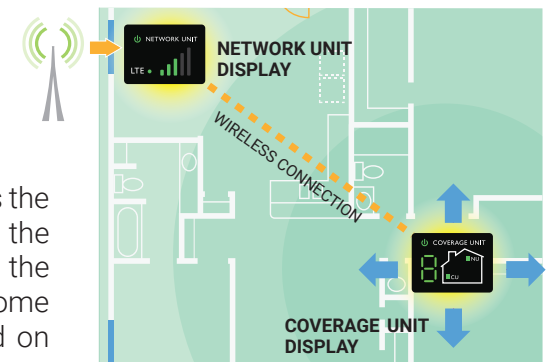 NETWORK UNIT
LTE
NETWORK UNIT
DISPLAY
WIRELESS CONNECTION
s the
the
the
ome
d on
COVERAGE UNIT
8
NU
CU
COVERAGE UNIT
DISPLAY